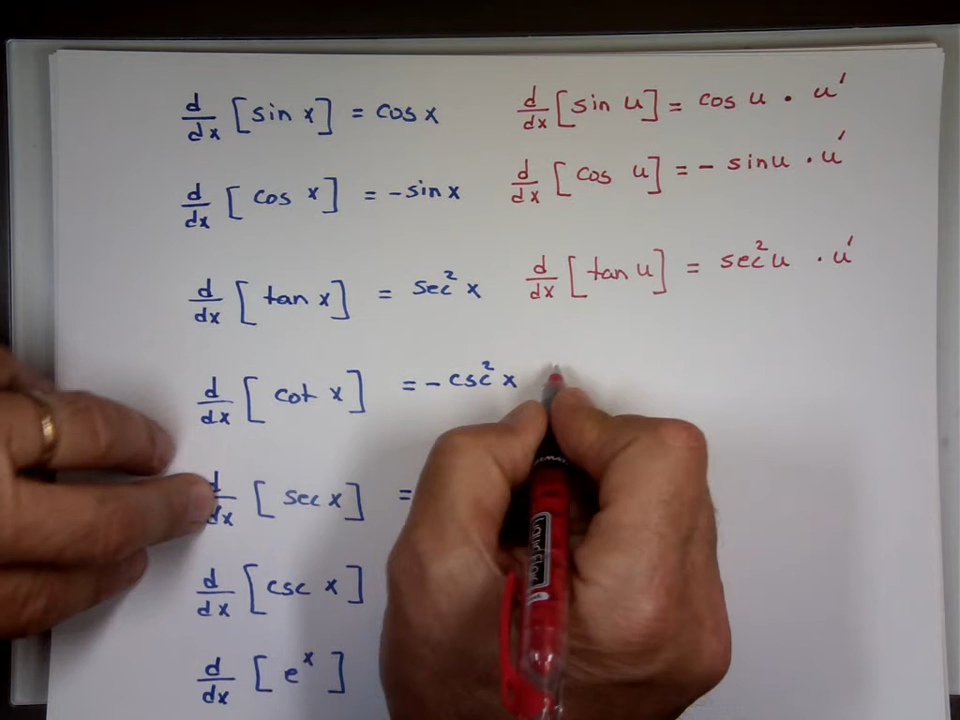 d/dx [sin x] = cos x   d/dx [sin u] = cos u · u'
d/dx [cos x] = -sin x   d/dx [cos u] = - sin u · u'
d/dx [tan x] = sec² x   d/dx [tan u] = sec² u · u'
d/dx [cot x] = - csc² x
d/dx [sec x] =
d/dx [csc x]
d/dx [eˣ]